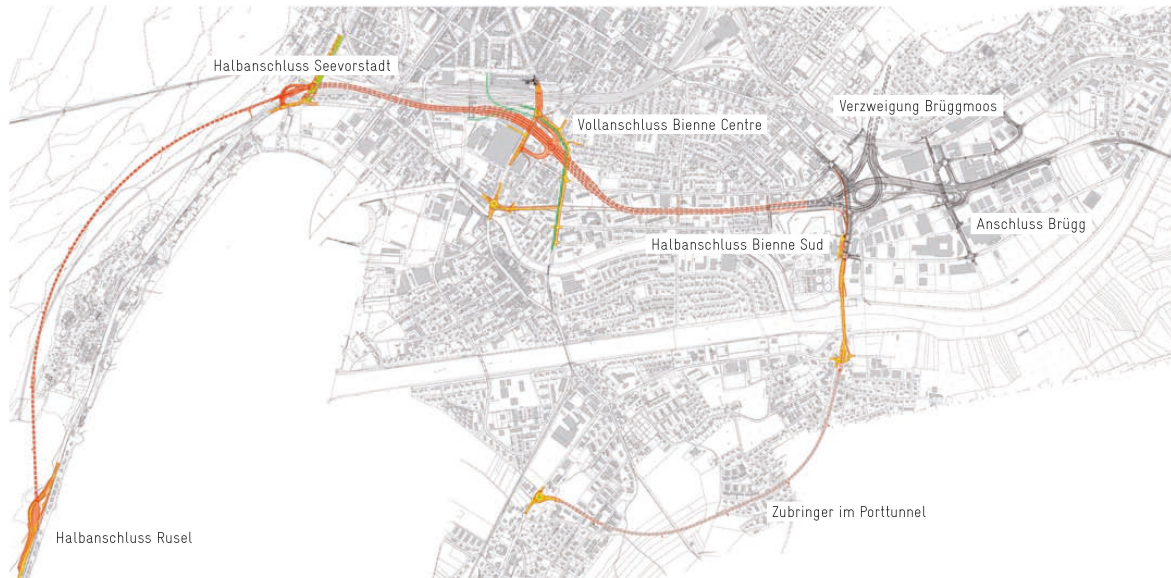 Halbanschluss Seevorstadt
Verzweigung Brüggmoos
Vollanschluss Bienne Centre
Anschluss Brügg
Halbanschluss Bienne Sud
Zubringer im Porttunnel
Halbanschluss Rusel